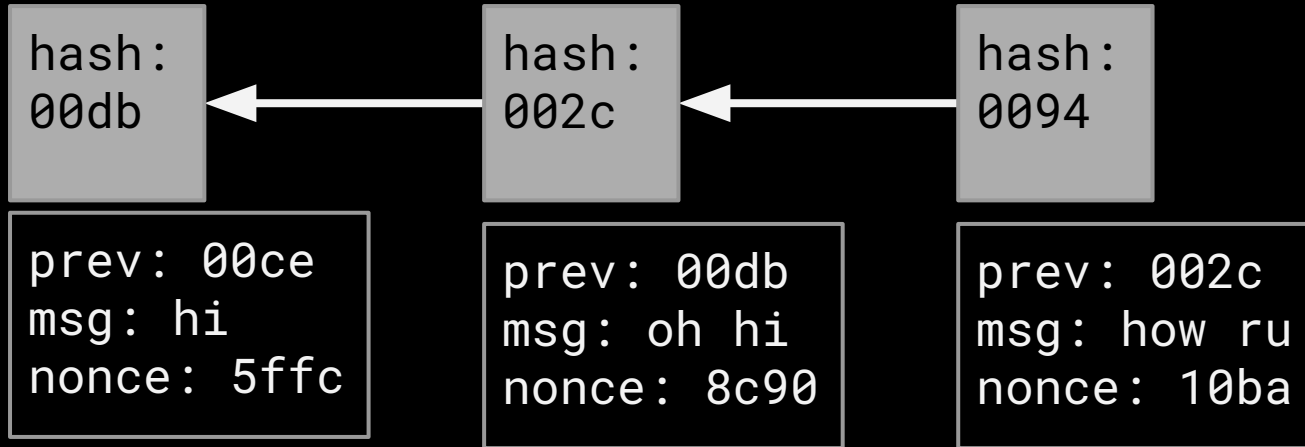 hash:
00db
hash:
002c
hash:
0094
prev: 00ce
msg: hi
nonce: 5ffc
prev: 00db
msg: oh hi
nonce: 8c90
prev: 002c
msg: how ru
nonce: 10ba